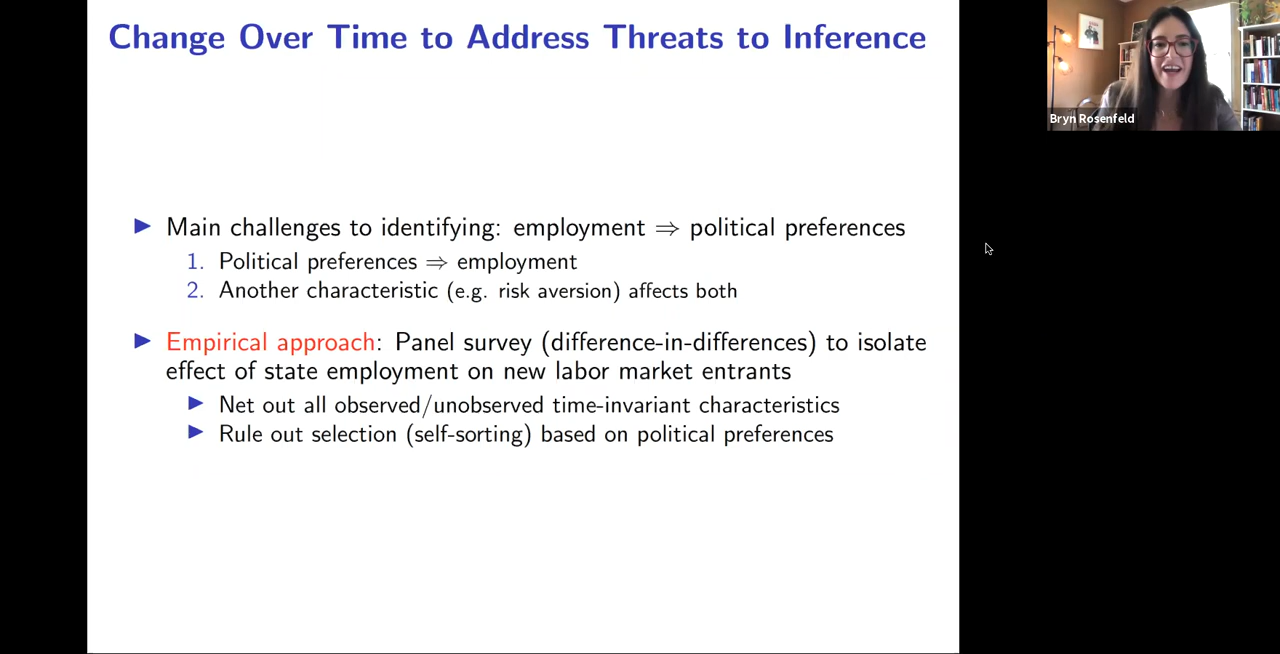 Change Over Time to Address Threats to Inference
Bryn Rosenfeld
▶ Main challenges to identifying: employment ⇒ political preferences
1. Political preferences ⇒ employment
2. Another characteristic (e.g. risk aversion) affects both
▶ Empirical approach: Panel survey (difference-in-differences) to isolate
effect of state employment on new labor market entrants
▶ Net out all observed/unobserved time-invariant characteristics
▶ Rule out selection (self-sorting) based on political preferences